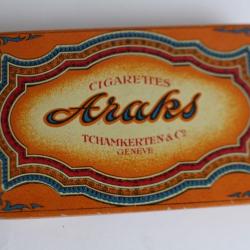 CIGARETTES
Araks
TCHAMKERTEN & Cº
GENÈVE